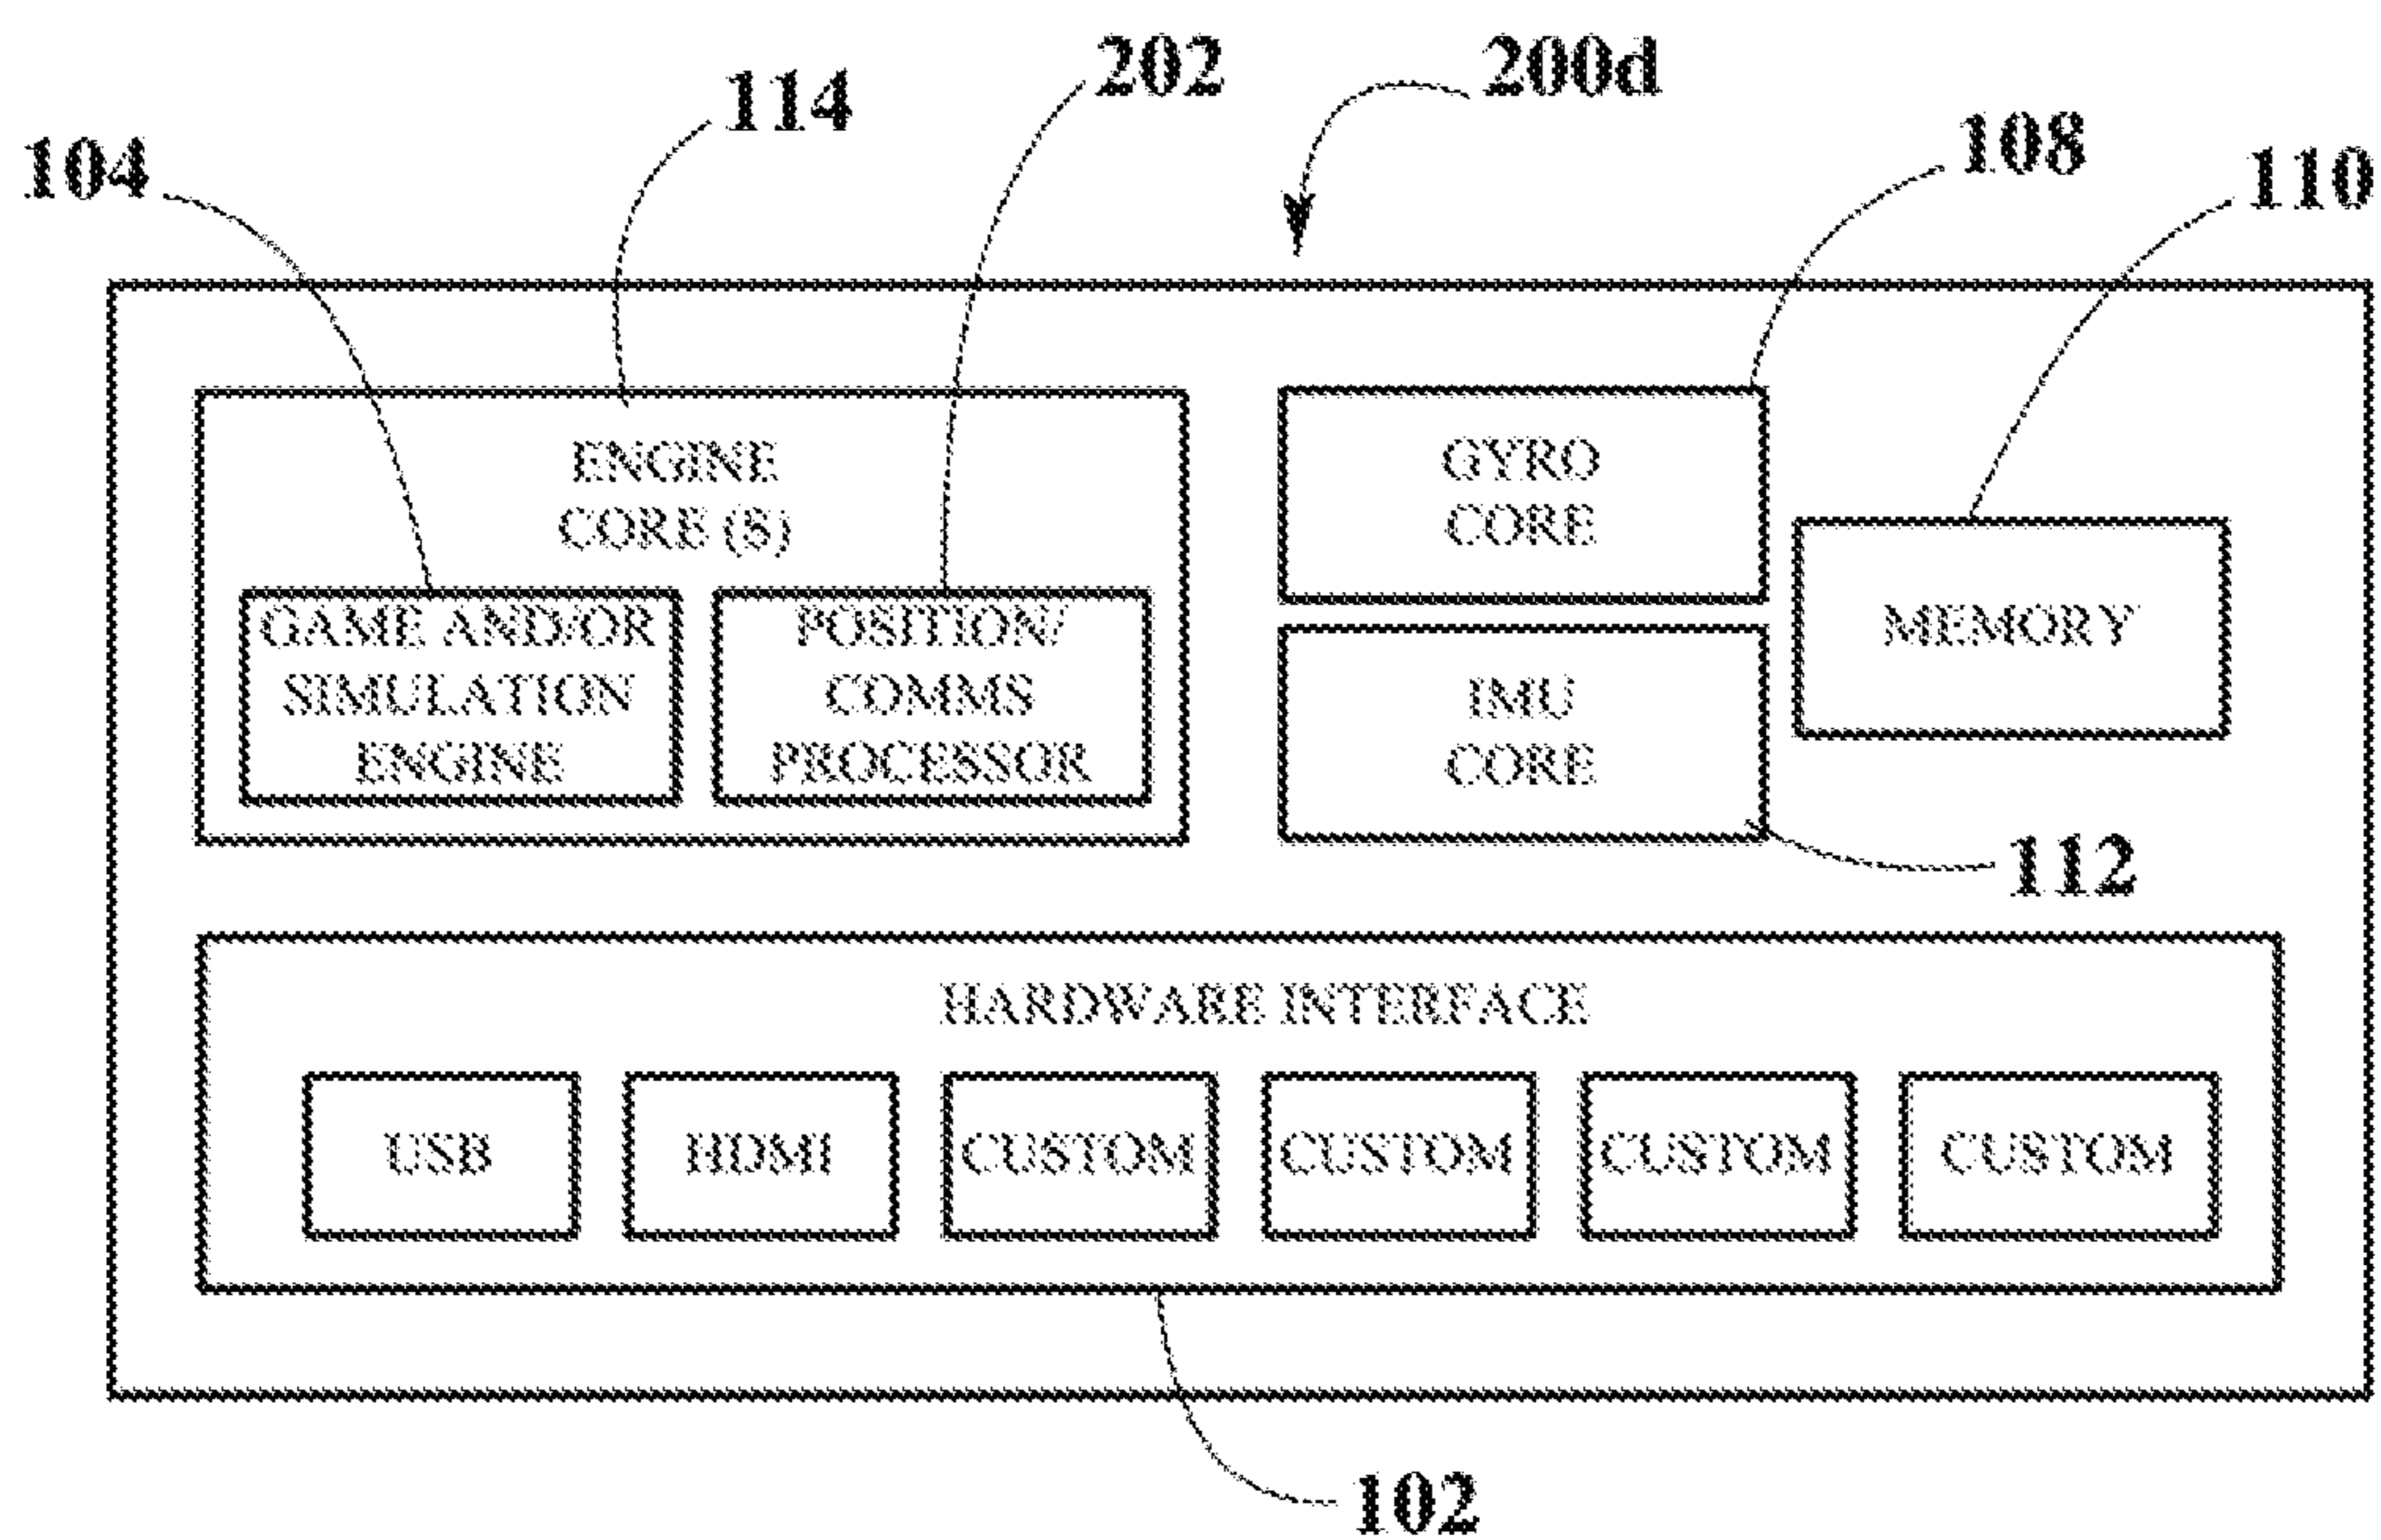 202
200d
114
108
104
110
ENGINE
CORE (S)
GYRO
CORE
GAME AND/OR
SIMULATION
ENGINE
POSITION/
COMMS
PROCESSOR
MEMORY
IMU
CORE
112
HARDWARE INTERFACE
USB
HDMI
CUSTOM
CUSTOM
CUSTOM
CUSTOM
102